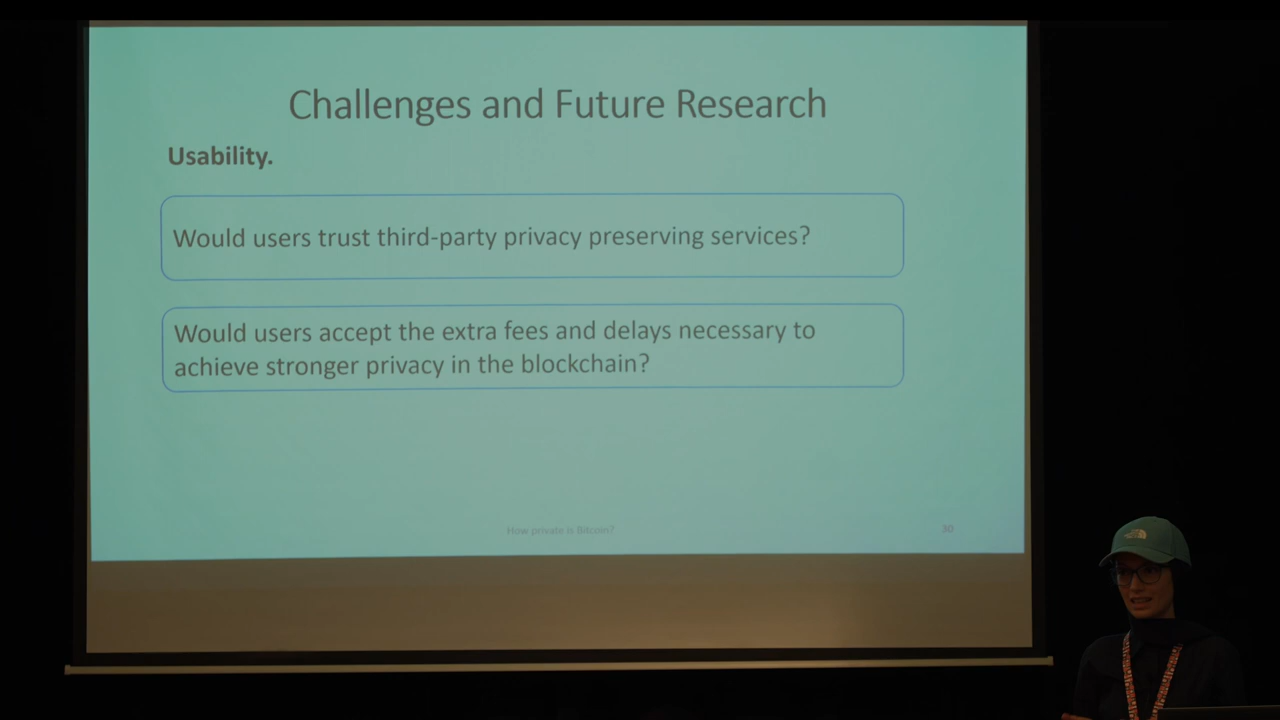 Challenges and Future Research
Usability.
Would users trust third-party privacy preserving services?
Would users accept the extra fees and delays necessary to
achieve stronger privacy in the blockchain?
How private is Bitcoin?
30